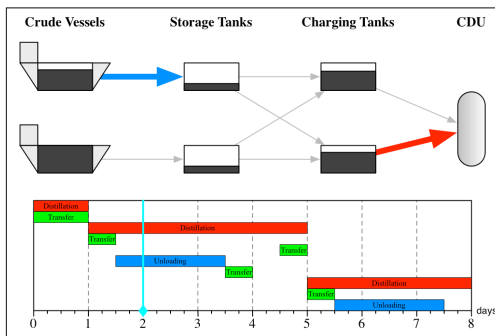 Crude Vessels Storage Tanks Charging Tanks CDU
Distillation
Transfer
Distillation
Transfer
Transfer
Unloading
Transfer
Distillation
Transfer
Unloading
0 1 2 3 4 5 6 7 8 days